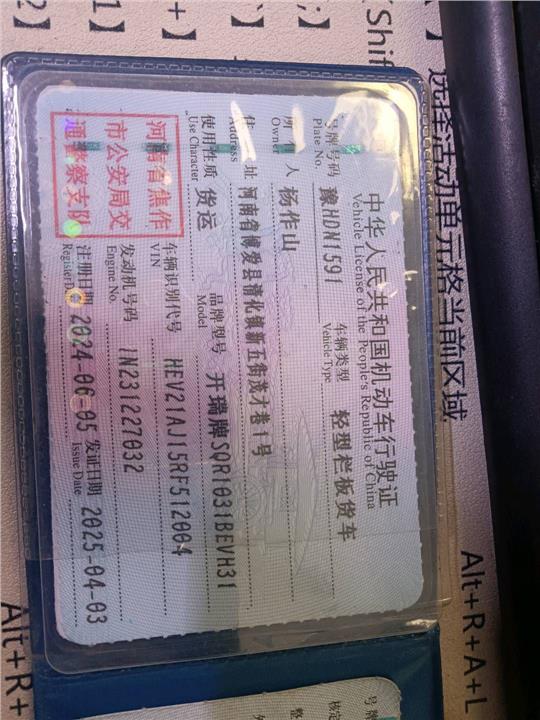 中华人民共和国机动车行驶证
Vehicle License of the People's Republic of China
号牌号码 豫HDN1591 车辆类型 轻型栏板货车
Plate No. Vehicle Type
所 人 杨作山
Owner
住 址 河南省博爱县清化镇新五街茂才巷1号
Address
使用性质 货运 品牌型号 开瑞牌SQR1031BEVH31
Use Character Model
河南省焦作
市公安局交
通警察支队
车辆识别代号 HEV21AJ15RF512004
VIN
发动机号码 1N231227032
Engine No.
注册日期 2024-06-05 发证日期 2025-04-03
Register Issue Date
号牌
核定
整
】选择活动单元格当前区域
Alt+R+A+L
Alt+R+